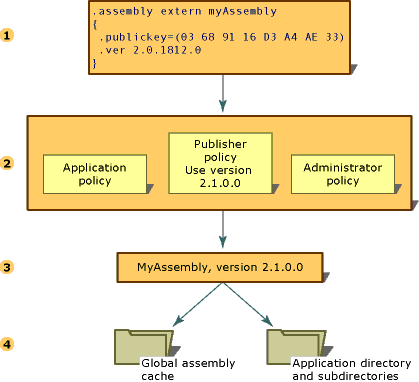 .assembly extern myAssembly
{
.publickey=(03 68 91 16 D3 A4 AE 33)
.ver 2.0.1812.0
}
1
Application
policy
Publisher
policy
Use version
2.1.0.0
Administrator
policy
2
MyAssembly, version 2.1.0.0
3
4
Global assembly
cache
Application directory
and subdirectories